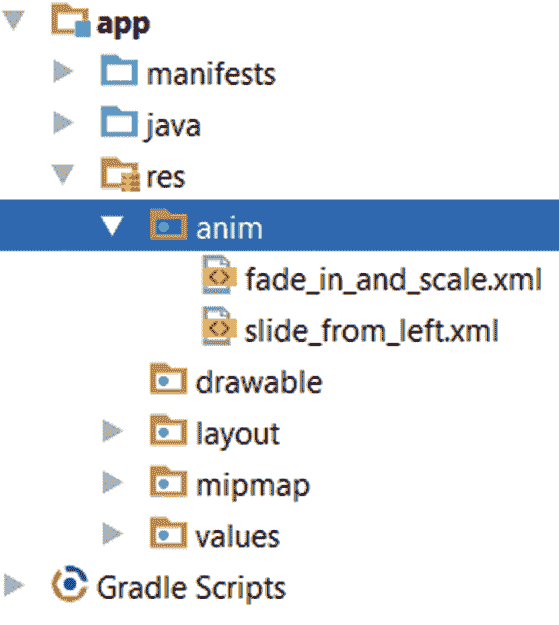 app
manifests
java
res
anim
fade_in_and_scale.xml
slide_from_left.xml
drawable
layout
mipmap
values
Gradle Scripts